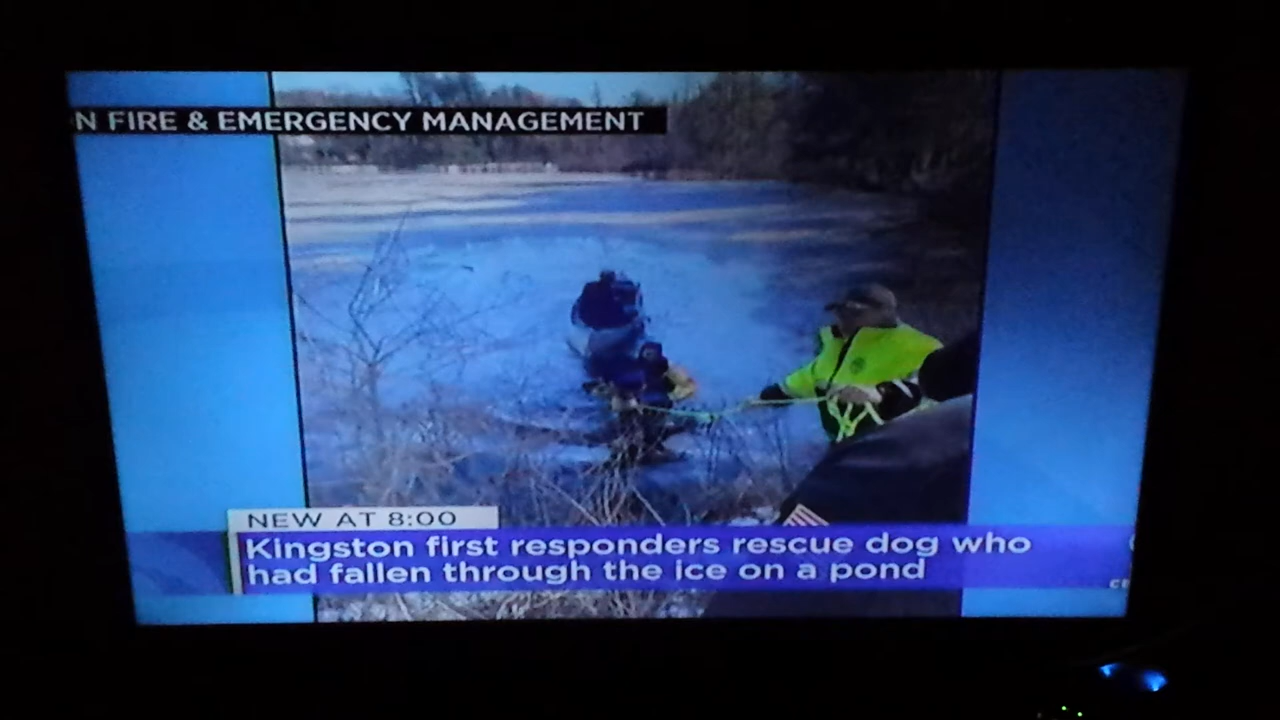 N FIRE & EMERGENCY MANAGEMENT
NEW AT 8:00
Kingston first responders rescue dog who
had fallen through the ice on a pond